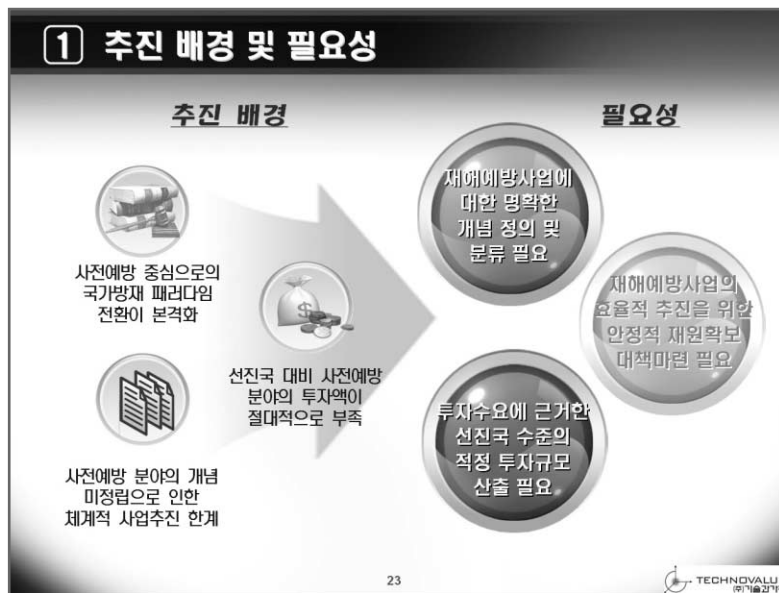 1 추진 배경 및 필요성
추진 배경
사전예방 중심으로의
국가방재 패러다임
전환이 본격화
선진국 대비 사전예방
분야의 투자액이
절대적으로 부족
사전예방 분야의 개념
미정립으로 인한
체계적 사업추진 한계
필요성
재해예방사업에
대한 명확한
개념 정의 및
분류 필요
재해예방사업의
효율적 추진을 위한
안정적 재원확보
대책마련 필요
투자수요에 근거한
선진국 수준의
적정 투자규모
산출 필요
23
TECHNOVALU
(주)기술과가